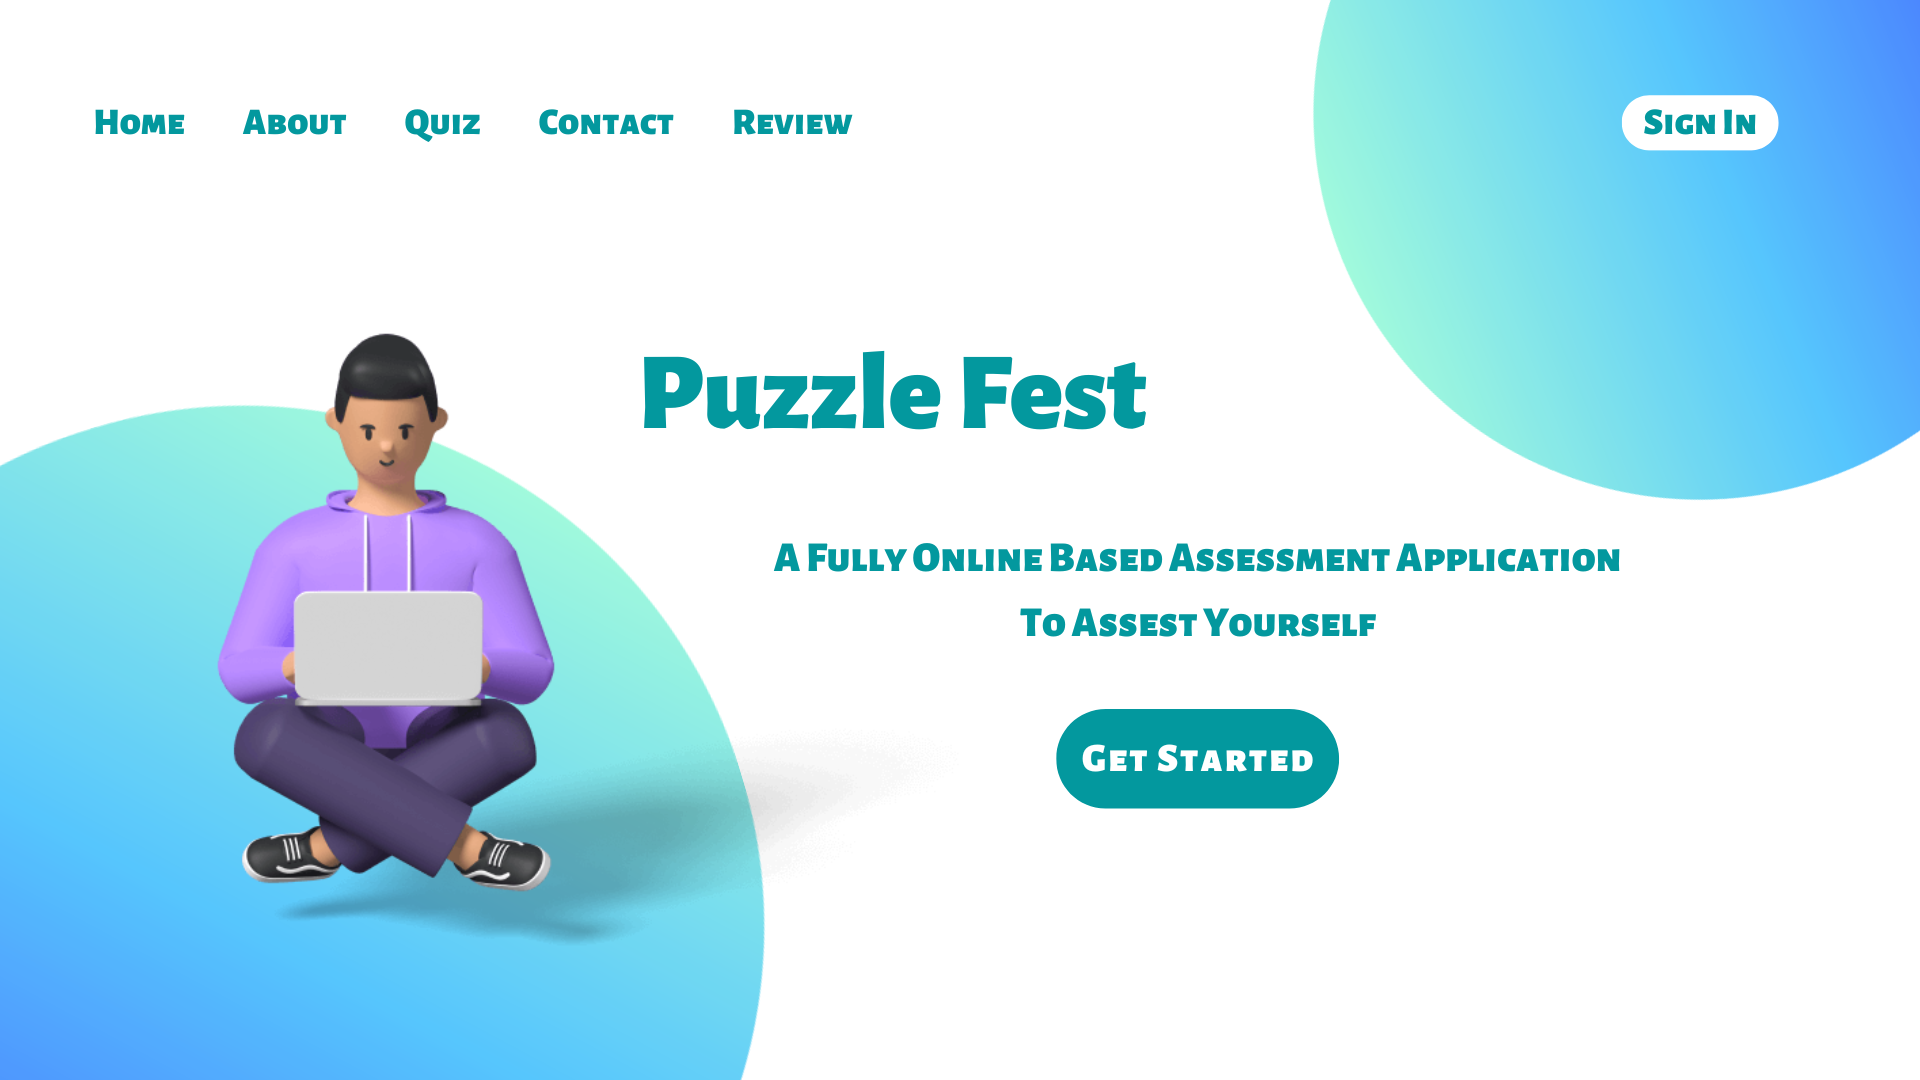 Home About Quiz Contact Review Sign In
Puzzle Fest
A Fully Online Based Assessment Application
To Assest Yourself
Get Started